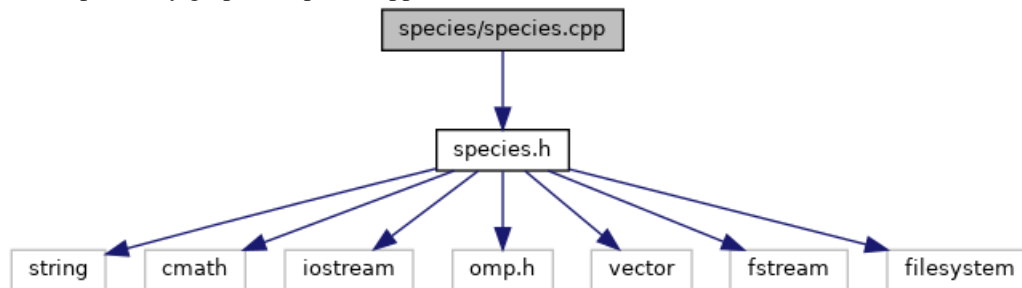 species/species.cpp
species.h
string
cmath
iostream
omp.h
vector
fstream
filesystem